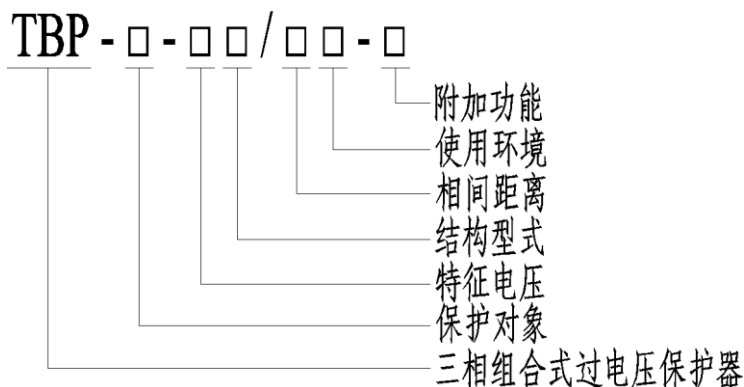 TBP-□-□□/□□-□
附加功能
使用环境
相间距离
结构型式
特征电压
保护对象
三相组合式过电压保护器